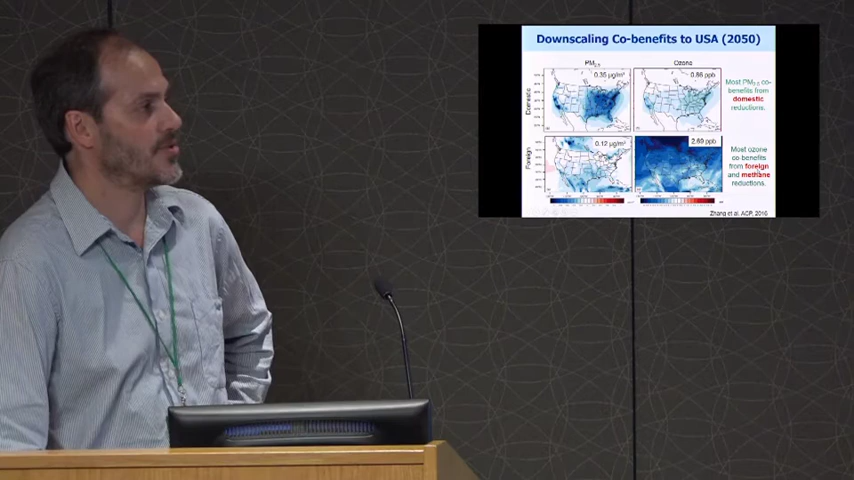 Downscaling Co-benefits to USA (2050)
PM2.5
Ozone
Domestic
0.35 μg/m³
0.86 ppb
Most PM2.5 co-
benefits from
domestic
reductions.
Foreign
0.12 μg/m³
2.69 ppb
Most ozone
co-benefits
from foreign
and methane
reductions.
Zhang et al. ACP, 2016